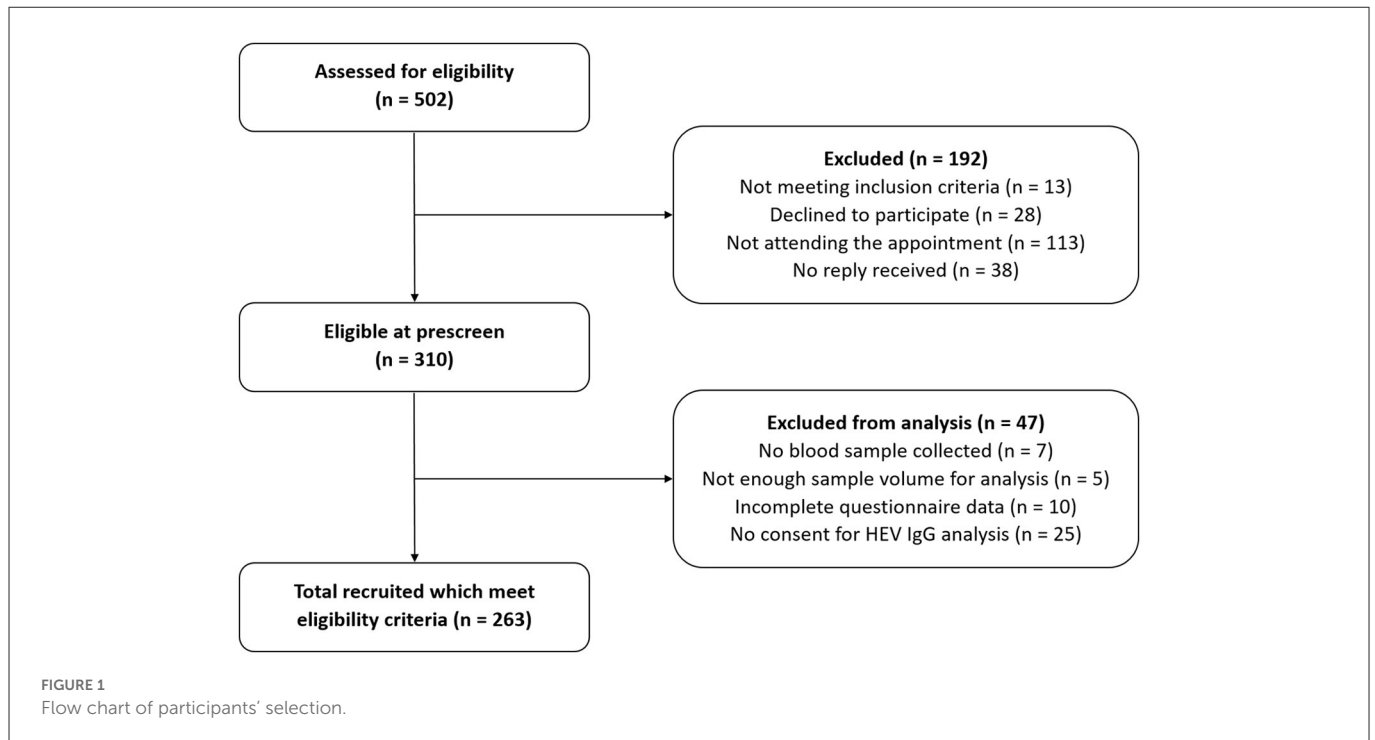 Assessed for eligibility
(n = 502)
Excluded (n = 192)
Not meeting inclusion criteria (n = 13)
Declined to participate (n = 28)
Not attending the appointment (n = 113)
No reply received (n = 38)
Eligible at prescreen
(n = 310)
Excluded from analysis (n = 47)
No blood sample collected (n = 7)
Not enough sample volume for analysis (n = 5)
Incomplete questionnaire data (n = 10)
No consent for HEV IgG analysis (n = 25)
Total recruited which meet
eligibility criteria (n = 263)
FIGURE 1
Flow chart of participants’ selection.